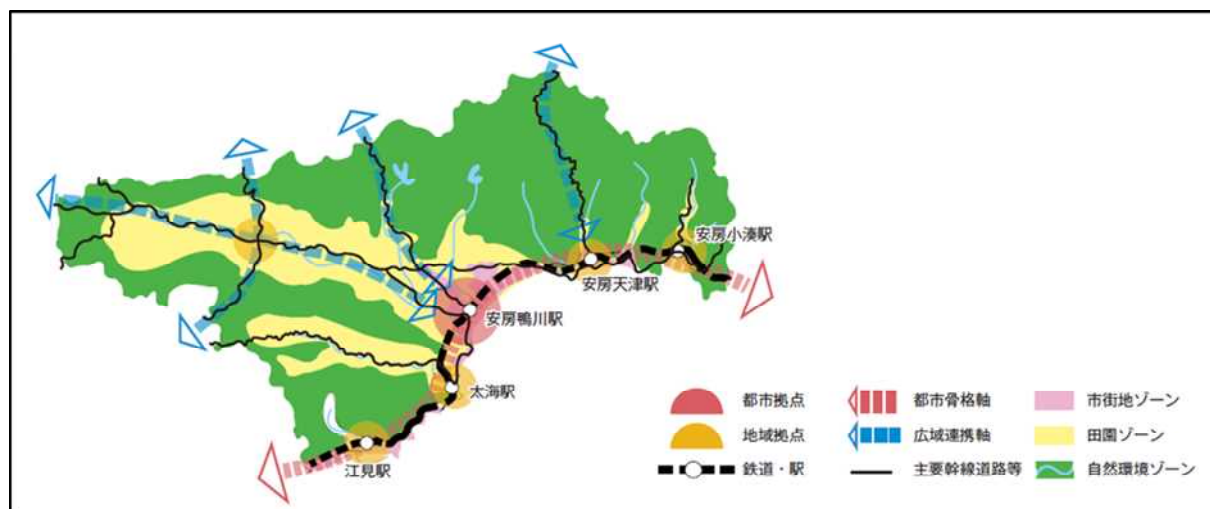 安房小湊駅
安房天津駅
安房鴨川駅
太海駅
江見駅
都市拠点
都市骨格軸
市街地ゾーン
地域拠点
広域連携軸
田園ゾーン
鉄道・駅
主要幹線道路等
自然環境ゾーン